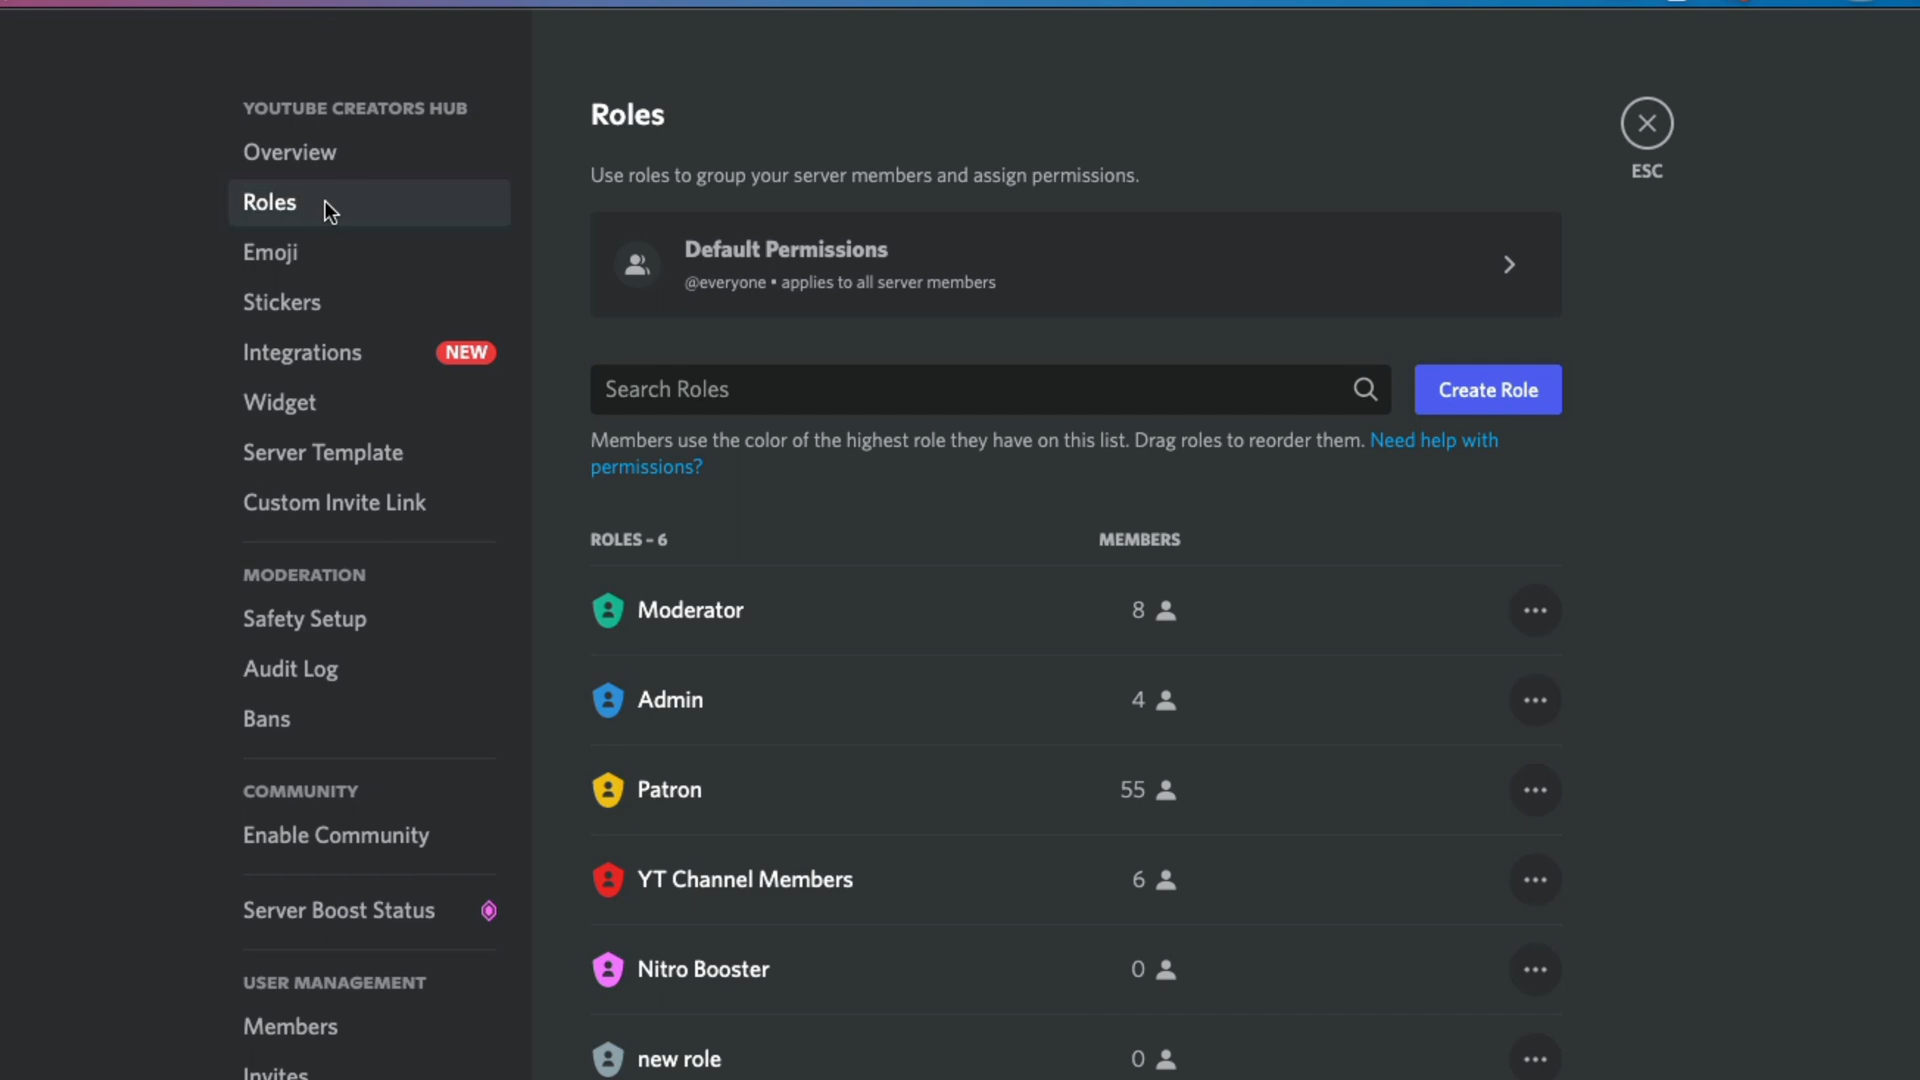 YOUTUBE CREATORS HUB
Overview
Roles
Emoji
Stickers
Integrations NEW
Widget
Server Template
Custom Invite Link
MODERATION
Safety Setup
Audit Log
Bans
COMMUNITY
Enable Community
Server Boost Status
USER MANAGEMENT
Members
Invites
Roles
Use roles to group your server members and assign permissions.
Default Permissions
@everyone • applies to all server members
Search Roles
Create Role
Members use the color of the highest role they have on this list. Drag roles to reorder them. Need help with
permissions?
ROLES – 6 MEMBERS
Moderator 8
Admin 4
Patron 55
YT Channel Members 6
Nitro Booster 0
new role 0
ESC